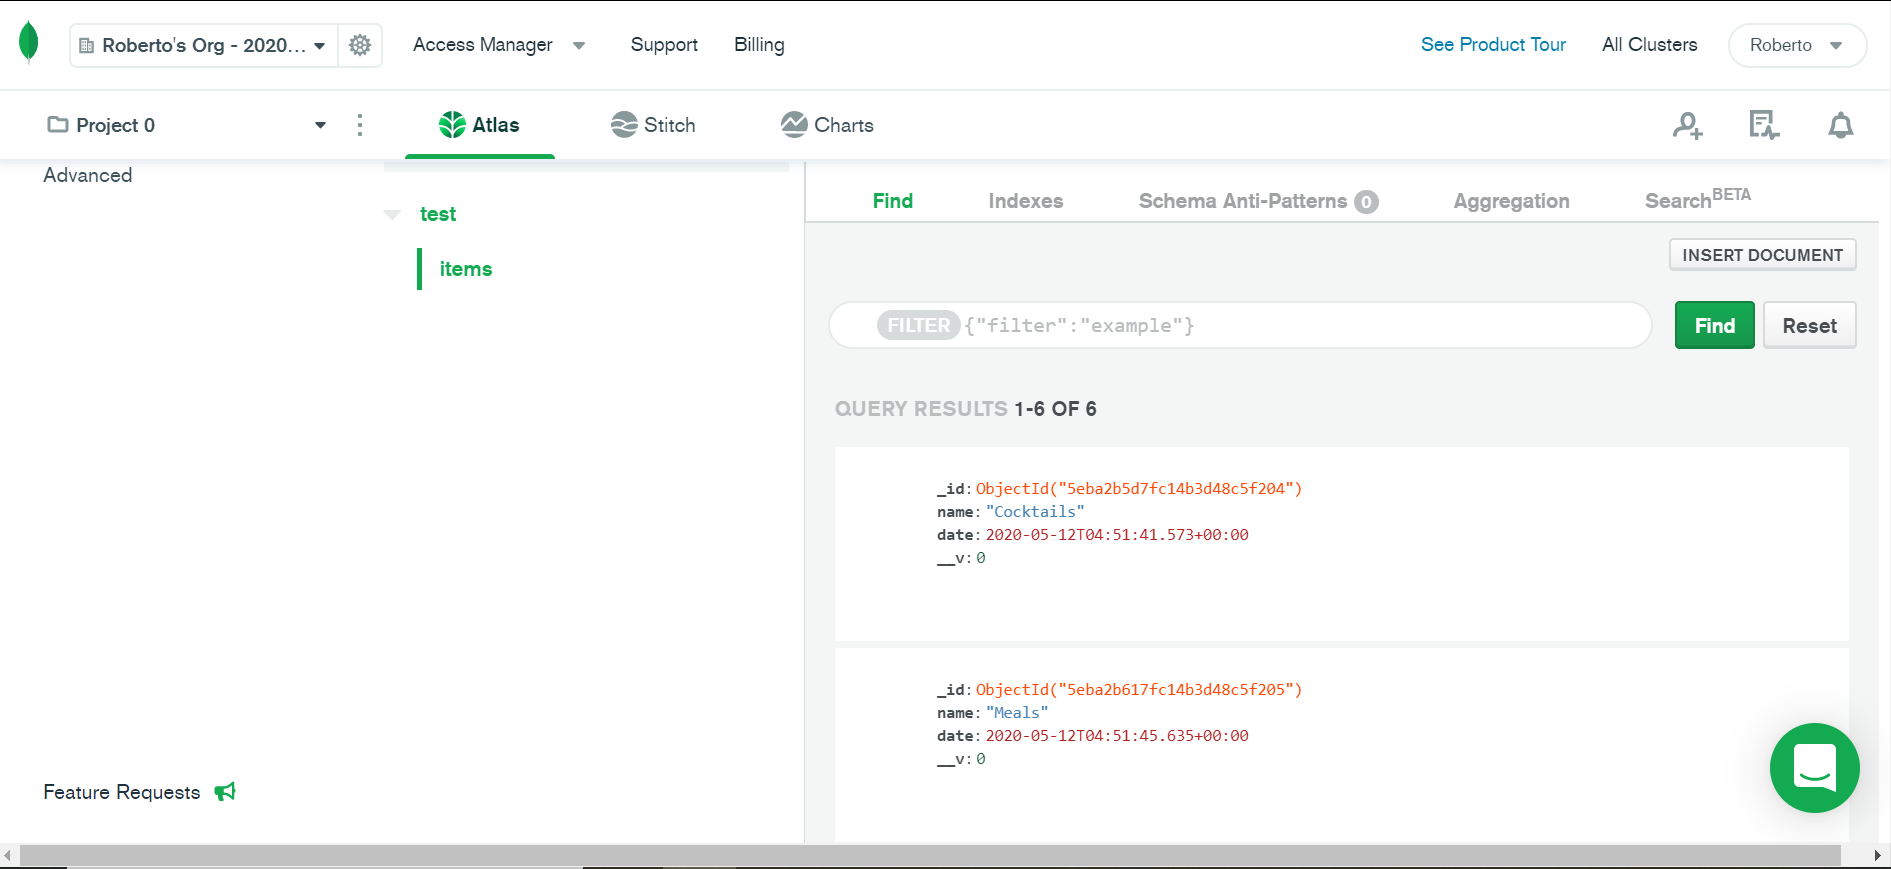 Roberto's Org - 2020... Access Manager Support Billing See Product Tour All Clusters Roberto
Project 0 Atlas Stitch Charts
Advanced
test
items
Feature Requests
Find Indexes Schema Anti-Patterns 0 Aggregation Search BETA
INSERT DOCUMENT
FILTER {"filter":"example"} Find Reset
QUERY RESULTS 1-6 OF 6
_id: ObjectId("5eba2b5d7fc14b3d48c5f204")
name: "Cocktails"
date: 2020-05-12T04:51:41.573+00:00
__v: 0
_id: ObjectId("5eba2b617fc14b3d48c5f205")
name: "Meals"
date: 2020-05-12T04:51:45.635+00:00
__v: 0